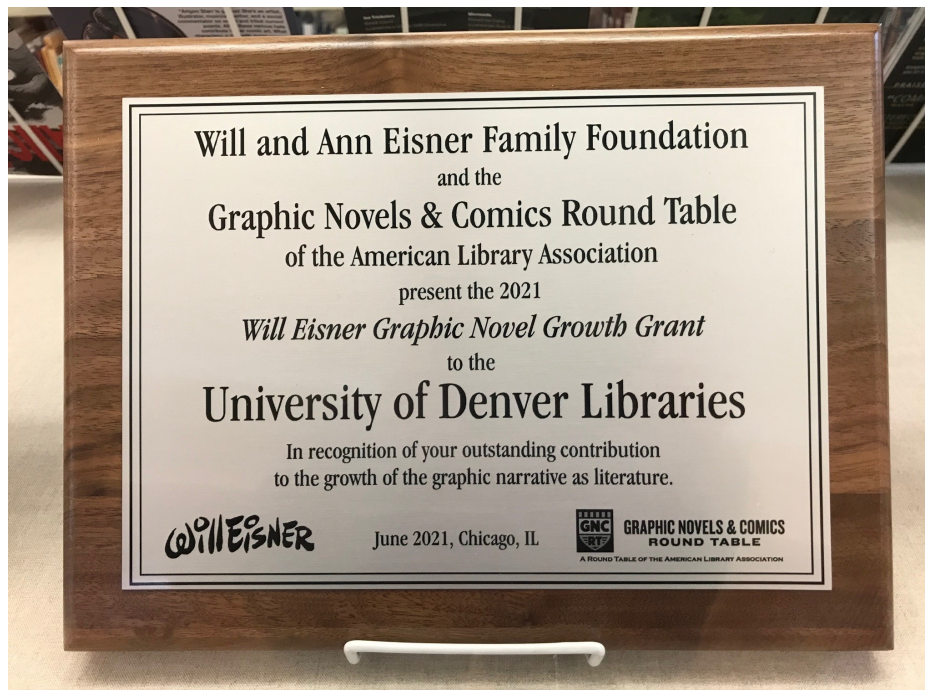 Will and Ann Eisner Family Foundation
and the
Graphic Novels & Comics Round Table
of the American Library Association
present the 2021
Will Eisner Graphic Novel Growth Grant
to the
University of Denver Libraries
In recognition of your outstanding contribution
to the growth of the graphic narrative as literature.
Will Eisner
June 2021, Chicago, IL
GNC
RT
GRAPHIC NOVELS & COMICS
ROUND TABLE
A ROUND TABLE OF THE AMERICAN LIBRARY ASSOCIATION